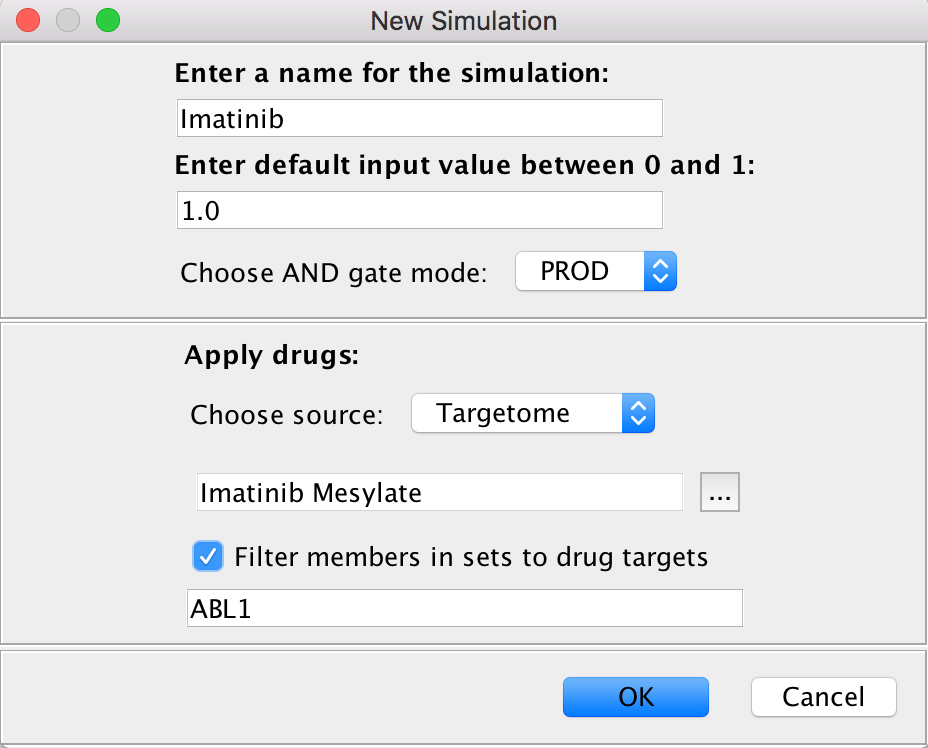 New Simulation
Enter a name for the simulation:
Imatinib
Enter default input value between 0 and 1:
1.0
Choose AND gate mode: PROD
Apply drugs:
Choose source: Targetome
Imatinib Mesylate ...
Filter members in sets to drug targets
ABL1
OK Cancel